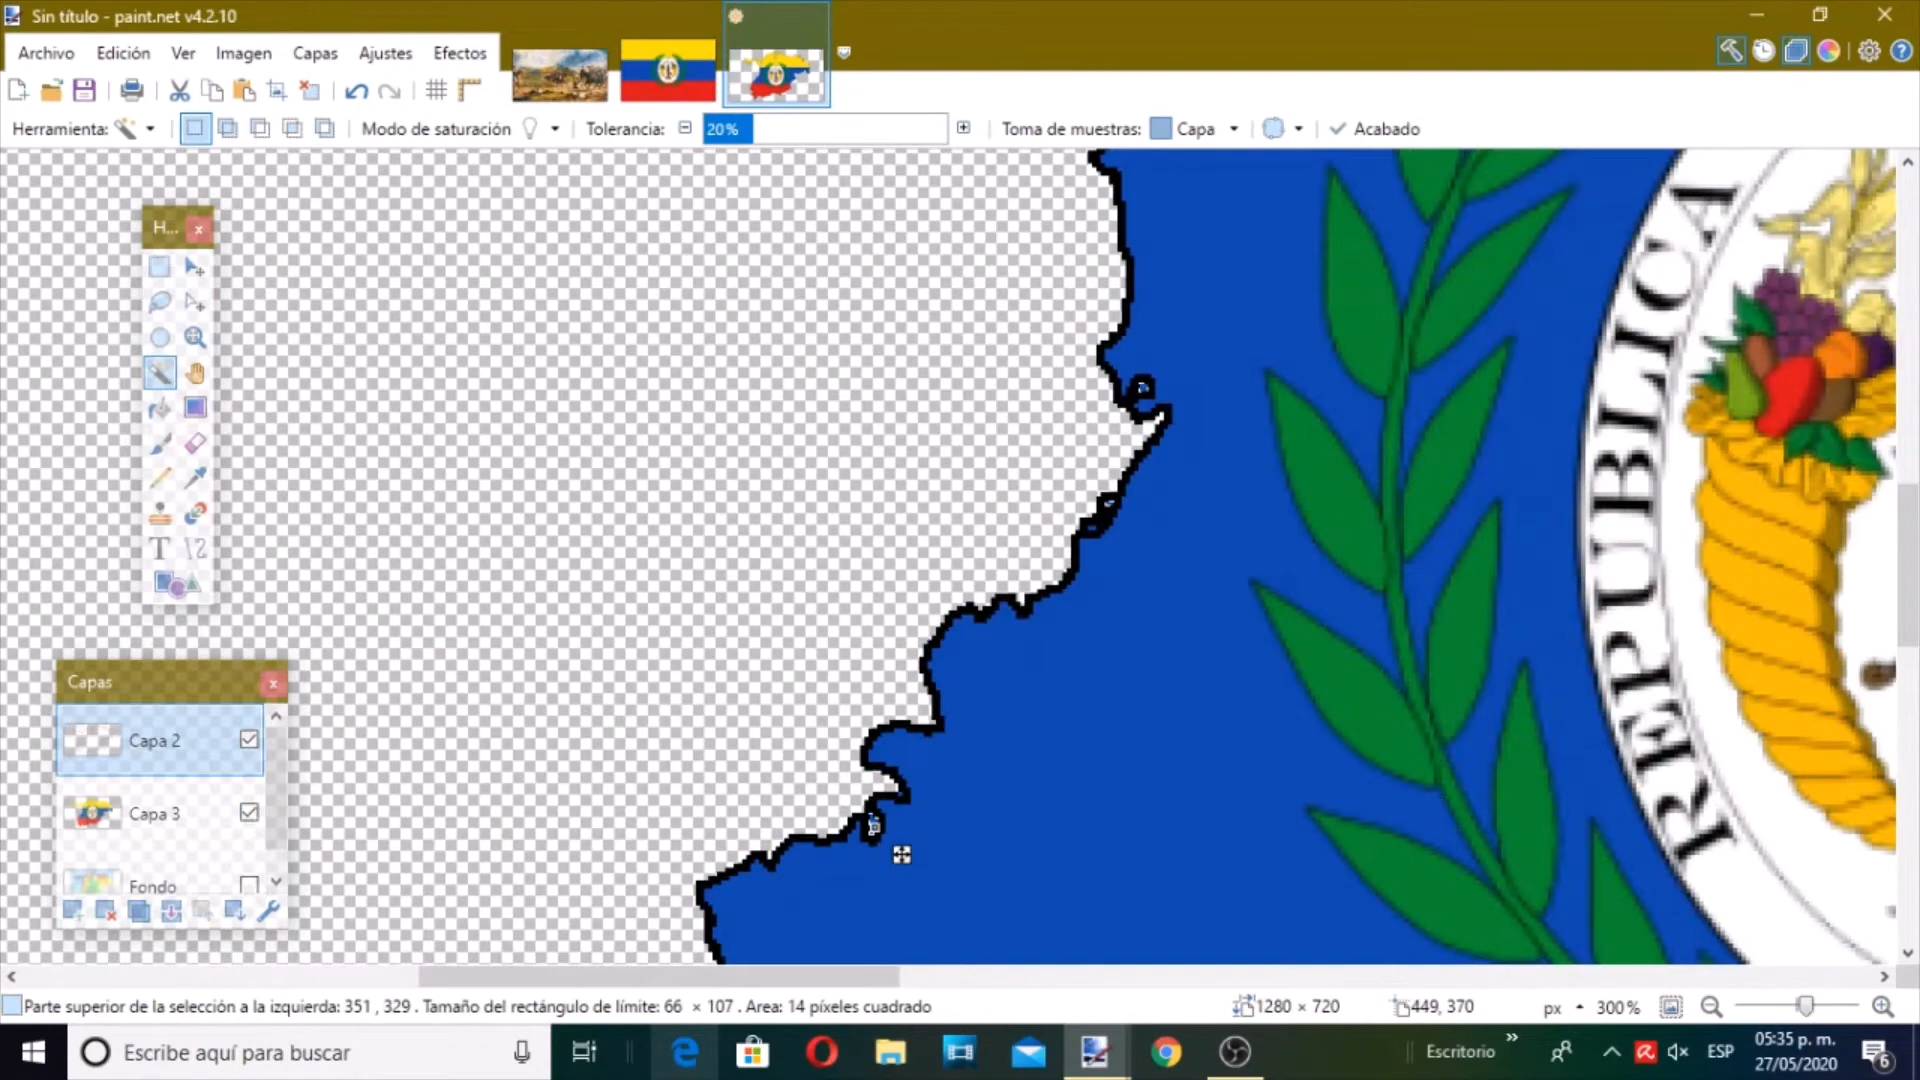 Sin título - paint.net v4.2.10
Archivo Edición Ver Imagen Capas Ajustes Efectos
Herramienta: Modo de saturación Tolerancia: 20% Toma de muestras: Capa Acabado
H...
T
REPUBLICA
Capas
Capa 2
Capa 3
Fondo
Parte superior de la selección a la izquierda: 351 , 329 . Tamaño del rectángulo de límite: 66 × 107 . Area: 14 píxeles cuadrado
1280 × 720
449, 370
px
300%
Escribe aquí para buscar
Escritorio
ESP
05:35 p. m.
27/05/2020
6